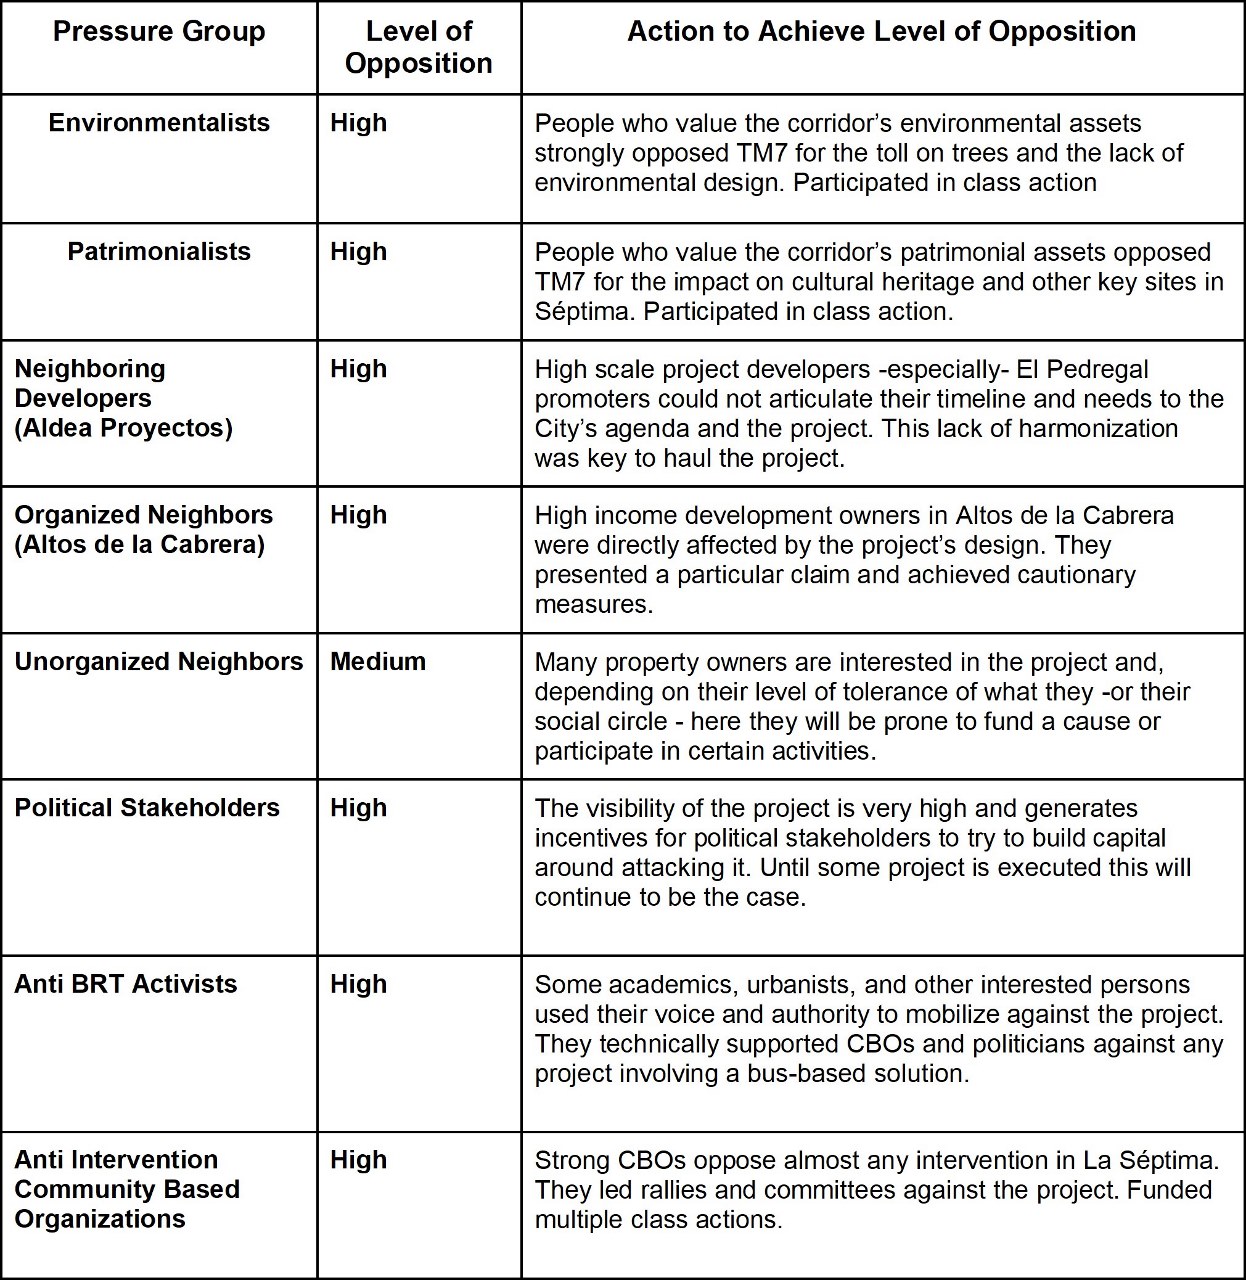 Pressure Group
Level of
Opposition
Action to Achieve Level of Opposition
Environmentalists
High
People who value the corridor’s environmental assets
strongly opposed TM7 for the toll on trees and the lack of
environmental design. Participated in class action
Patrimonialists
High
People who value the corridor’s patrimonial assets opposed
TM7 for the impact on cultural heritage and other key sites in
Séptima. Participated in class action.
Neighboring
Developers
(Aldea Proyectos)
High
High scale project developers -especially- El Pedregal
promoters could not articulate their timeline and needs to the
City’s agenda and the project. This lack of harmonization
was key to haul the project.
Organized Neighbors
(Altos de la Cabrera)
High
High income development owners in Altos de la Cabrera
were directly affected by the project’s design. They
presented a particular claim and achieved cautionary
measures.
Unorganized Neighbors
Medium
Many property owners are interested in the project and,
depending on their level of tolerance of what they -or their
social circle - here they will be prone to fund a cause or
participate in certain activities.
Political Stakeholders
High
The visibility of the project is very high and generates
incentives for political stakeholders to try to build capital
around attacking it. Until some project is executed this will
continue to be the case.
Anti BRT Activists
High
Some academics, urbanists, and other interested persons
used their voice and authority to mobilize against the project.
They technically supported CBOs and politicians against any
project involving a bus-based solution.
Anti Intervention
Community Based
Organizations
High
Strong CBOs oppose almost any intervention in La Séptima.
They led rallies and committees against the project. Funded
multiple class actions.